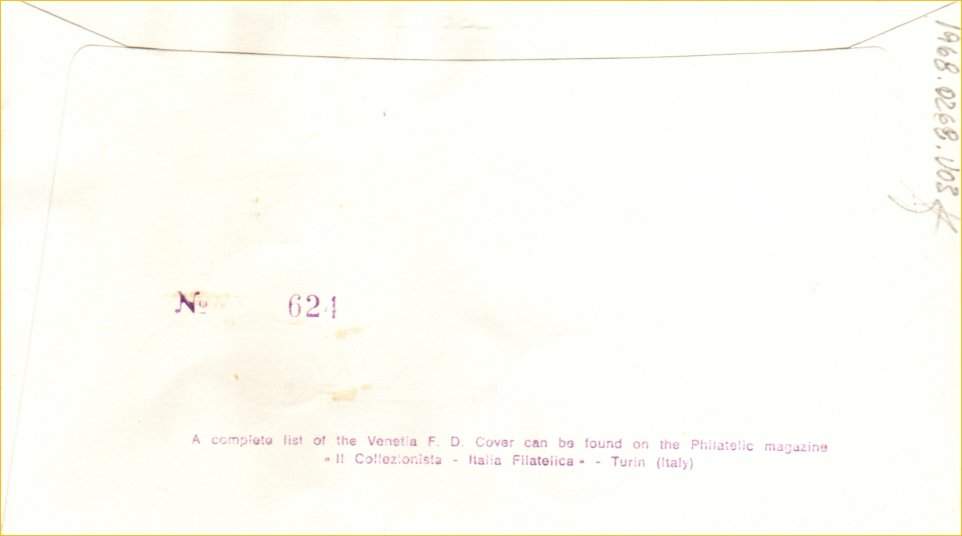 1968.0268.V03
Nº 624
A complete list of the Venetia F. D. Cover can be found on the Philatelic magazine
« Il Collezionista - Italia Filatelica » - Turin (Italy)